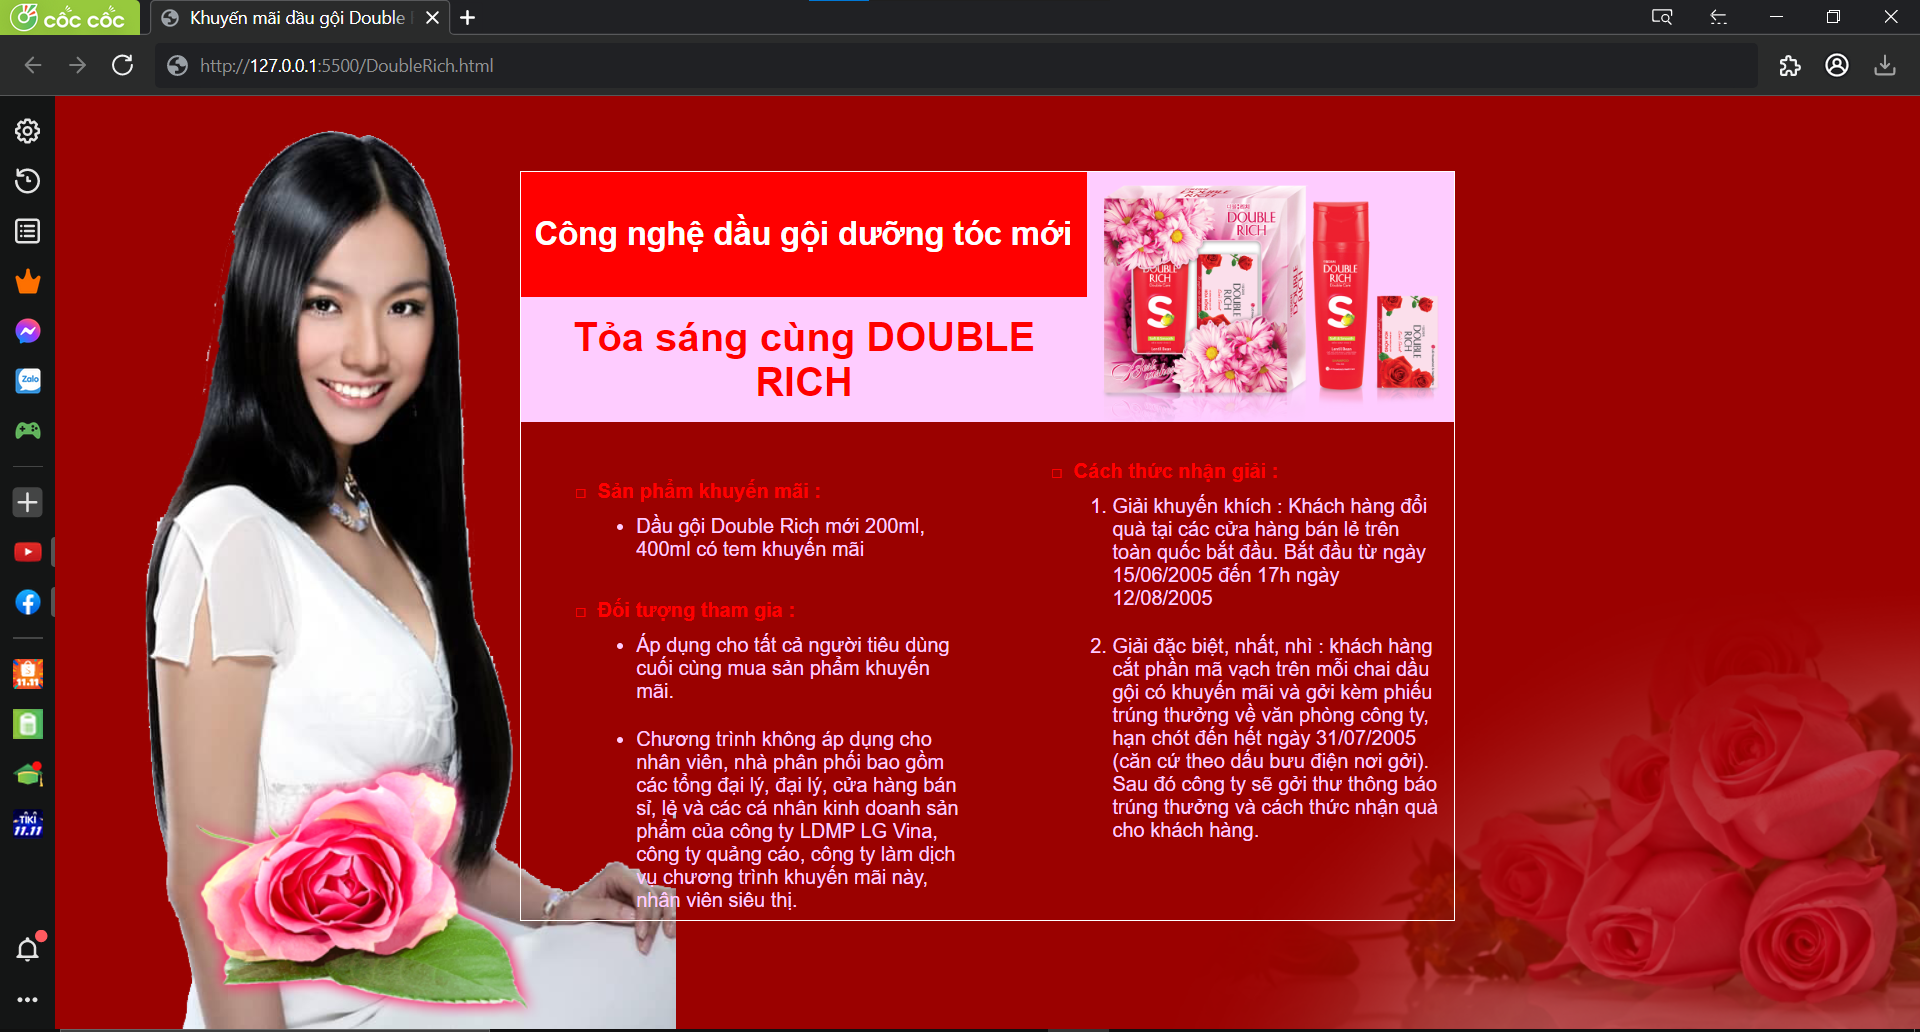 cốc cốc
Khuyến mãi dầu gội Double
http://127.0.0.1:5500/DoubleRich.html
Công nghệ dầu gội dưỡng tóc mới
Tỏa sáng cùng DOUBLE
RICH
DOUBLE
RICH
DOUBLE
RICH
DOUBLE
RICH
DOUBLE
RICH
DOUBLE
RICH
DOUBLE
RICH
S
S
Sản phẩm khuyến mãi :
Dầu gội Double Rich mới 200ml,
400ml có tem khuyến mãi
Đối tượng tham gia :
Áp dụng cho tất cả người tiêu dùng
cuối cùng mua sản phẩm khuyến
mãi.
Chương trình không áp dụng cho
nhân viên, nhà phân phối bao gồm
các tổng đại lý, đại lý, cửa hàng bán
sỉ, lẻ và các cá nhân kinh doanh sản
phẩm của công ty LDMP LG Vina,
công ty quảng cáo, công ty làm dịch
vụ chương trình khuyến mãi này,
nhân viên siêu thị.
Cách thức nhận giải :
1. Giải khuyến khích : Khách hàng đổi
quà tại các cửa hàng bán lẻ trên
toàn quốc bắt đầu. Bắt đầu từ ngày
15/06/2005 đến 17h ngày
12/08/2005
2. Giải đặc biệt, nhất, nhì : khách hàng
cắt phần mã vạch trên mỗi chai dầu
gội có khuyến mãi và gởi kèm phiếu
trúng thưởng về văn phòng công ty,
hạn chót đến hết ngày 31/07/2005
(căn cứ theo dấu bưu điện nơi gởi).
Sau đó công ty sẽ gởi thư thông báo
trúng thưởng và cách thức nhận quà
cho khách hàng.
Zalo
11.11
TIKI
11.11